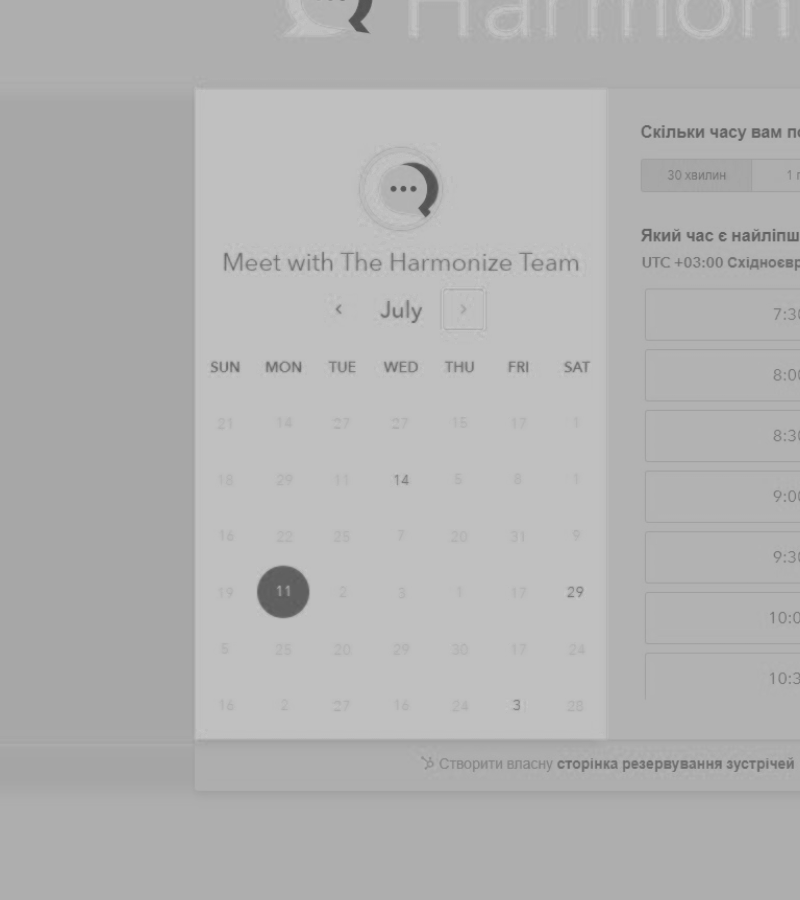 Harmon
Meet with The Harmonize Team
‹ July ›
SUN MON TUE WED THU FRI SAT
21 14 27 27 15 17 1
18 29 11 14 5 8 1
16 22 25 7 20 31 9
19 11 2 3 1 17 29
5 25 20 29 30 17 24
16 2 27 16 24 3 28
Скільки часу вам по
30 хвилин 1 г
Який час є найліпш
UTC +03:00 Східноєвр
7:30
8:00
8:30
9:00
9:30
10:0
10:3
Створити власну сторінка резервування зустрічей